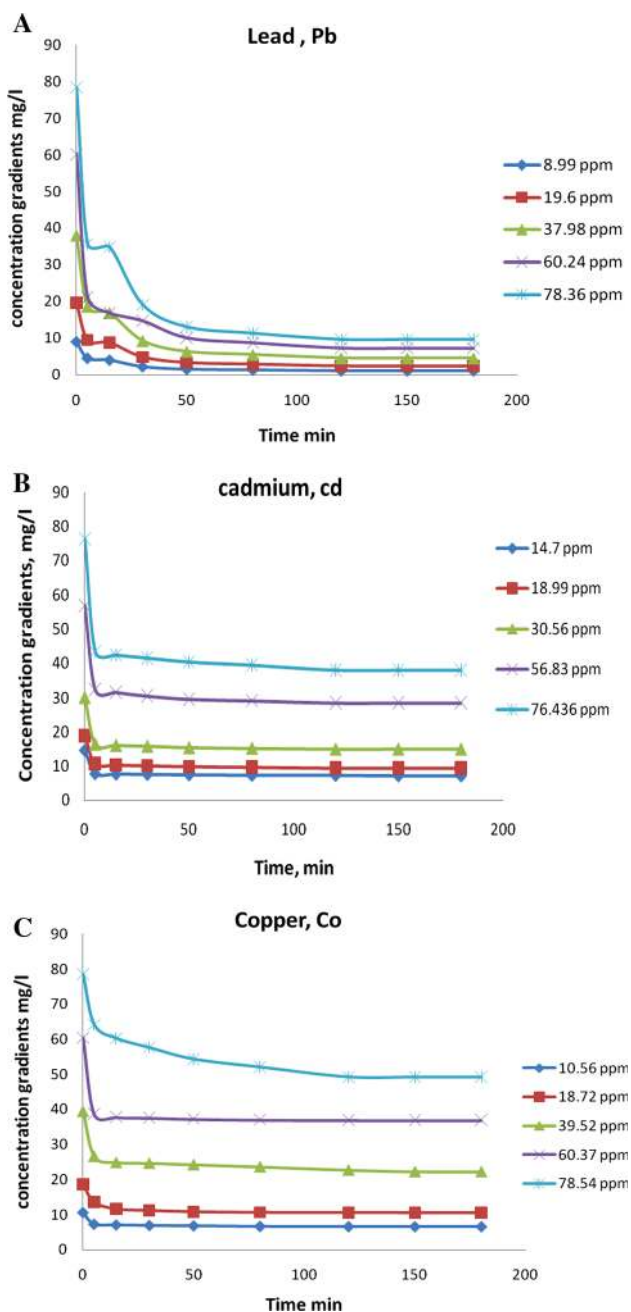 A
Lead , Pb
90
80
70
60
50
40
30
20
10
0
concentration gradients mg/l
0 50 100 150 200
Time min
8.99 ppm
19.6 ppm
37.98 ppm
60.24 ppm
78.36 ppm
B
cadmium, cd
90
80
70
60
50
40
30
20
10
0
Concentration gradients, mg/l
0 50 100 150 200
Time, min
14.7 ppm
18.99 ppm
30.56 ppm
56.83 ppm
76.436 ppm
C
Copper, Co
90
80
70
60
50
40
30
20
10
0
concentration gradients mg/l
0 50 100 150 200
Time min
10.56 ppm
18.72 ppm
39.52 ppm
60.37 ppm
78.54 ppm